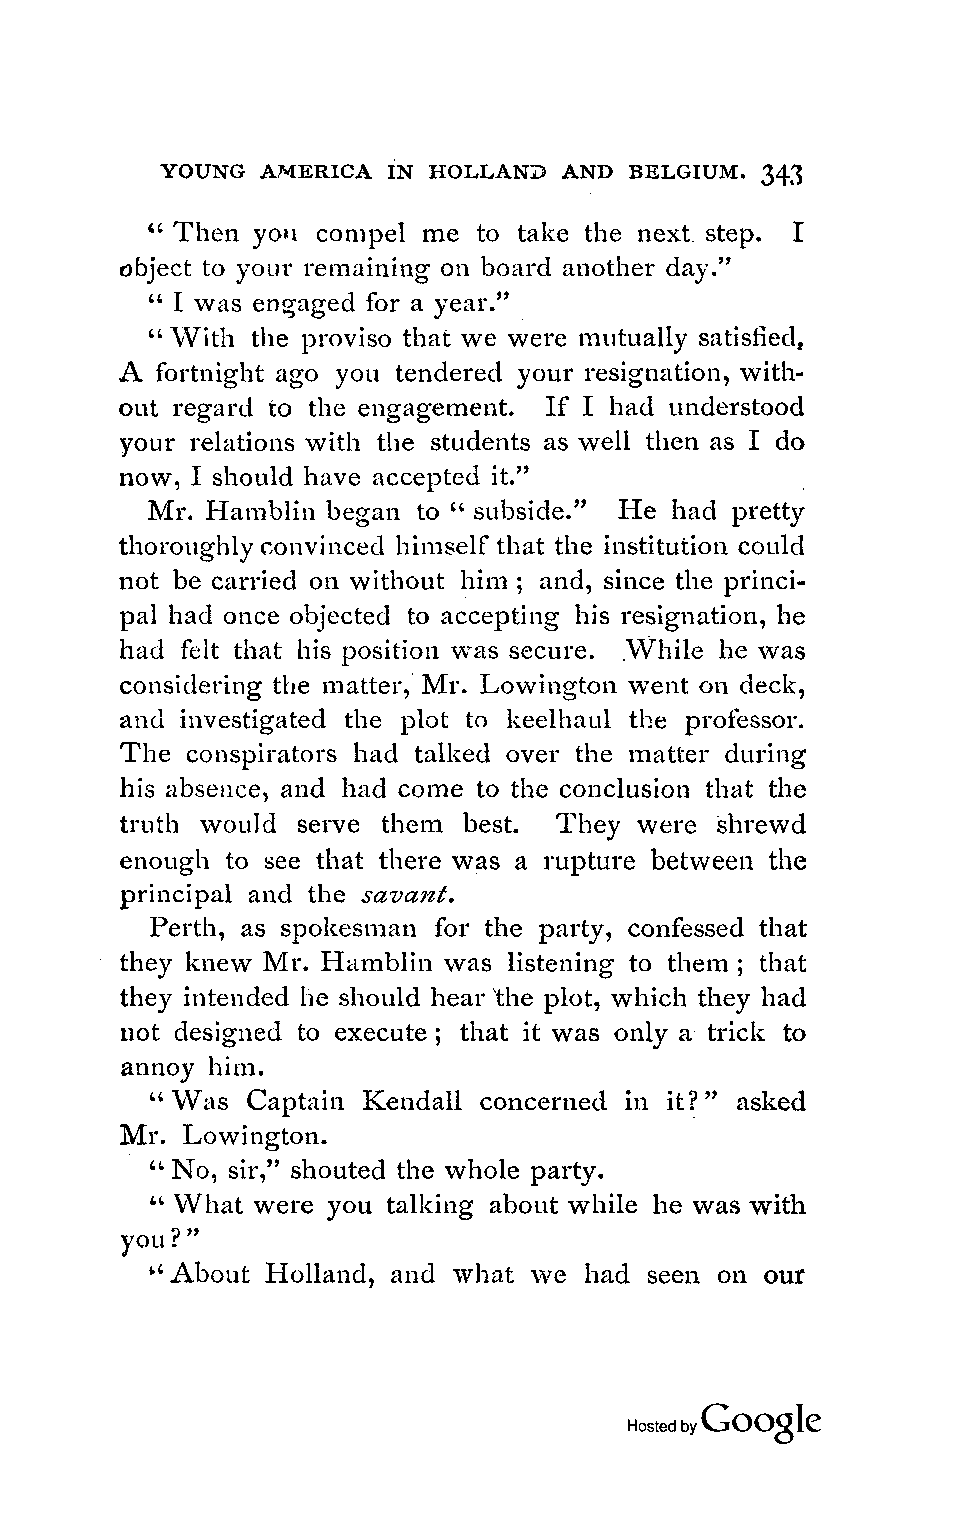 YOUNG AMERICA IN HOLLAND AND BELGIUM. 343
“ Then you compel me to take the next step. I
object to your remaining on board another day.”
“ I was engaged for a year.”
“ With the proviso that we were mutually satisfied,
A fortnight ago you tendered your resignation, with-
out regard to the engagement. If I had understood
your relations with the students as well then as I do
now, I should have accepted it.”
Mr. Hamblin began to “ subside.” He had pretty
thoroughly convinced himself that the institution could
not be carried on without him ; and, since the princi-
pal had once objected to accepting his resignation, he
had felt that his position was secure. While he was
considering the matter, Mr. Lowington went on deck,
and investigated the plot to keelhaul the professor.
The conspirators had talked over the matter during
his absence, and had come to the conclusion that the
truth would serve them best. They were shrewd
enough to see that there was a rupture between the
principal and the savant.
Perth, as spokesman for the party, confessed that
they knew Mr. Hamblin was listening to them ; that
they intended he should hear the plot, which they had
not designed to execute ; that it was only a trick to
annoy him.
“ Was Captain Kendall concerned in it? ” asked
Mr. Lowington.
“ No, sir,” shouted the whole party.
“ What were you talking about while he was with
you ? ”
“ About Holland, and what we had seen on our
Hosted by Google